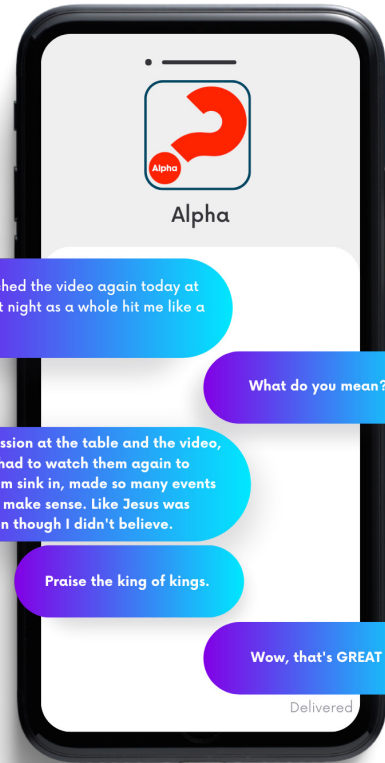 Alpha
Alpha
ched the video again today at
t night as a whole hit me like a
What do you mean?
ssion at the table and the video,
had to watch them again to
m sink in, made so many events
make sense. Like Jesus was
n though I didn't believe.
Praise the king of kings.
Wow, that's GREAT
Delivered